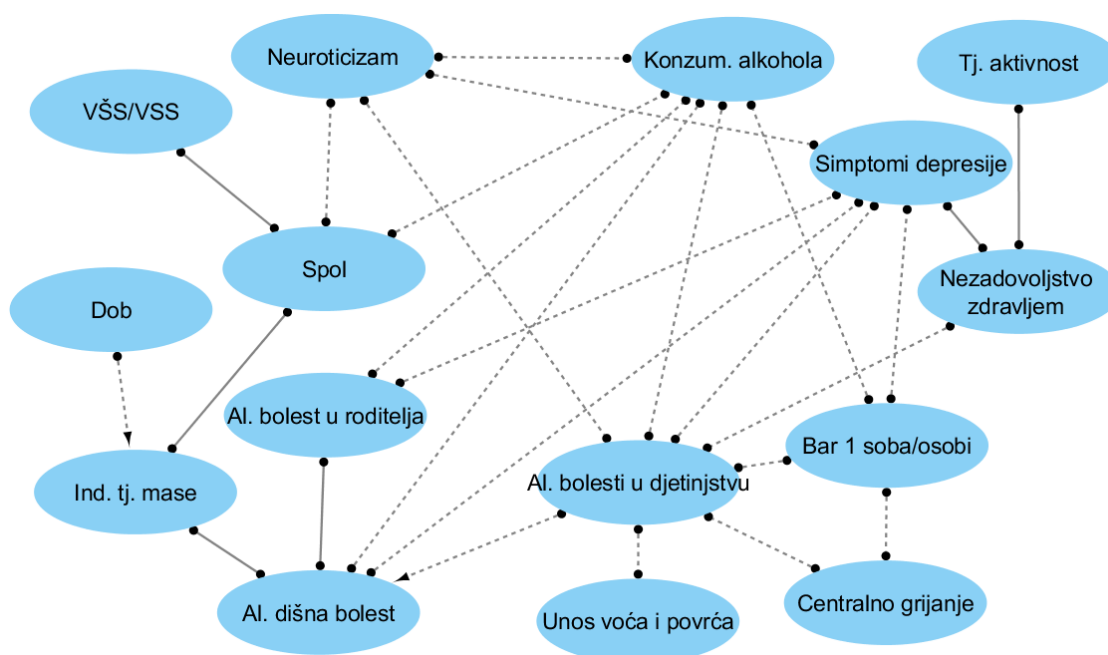 Neuroticizam
Konzum. alkohola
Tj. aktivnost
VŠS/VSS
Simptomi depresije
Spol
Nezadovoljstvo
zdravljem
Dob
Al. bolest u roditelja
Bar 1 soba/osobi
Ind. tj. mase
Al. bolesti u djetinjstvu
Al. dišna bolest
Unos voća i povrća
Centralno grijanje